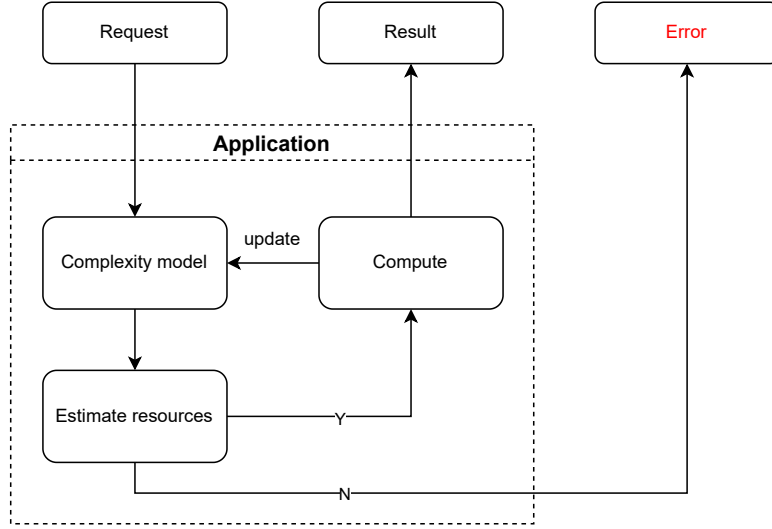 Request
Result
Error
Application
Complexity model
update
Compute
Estimate resources
Y
N